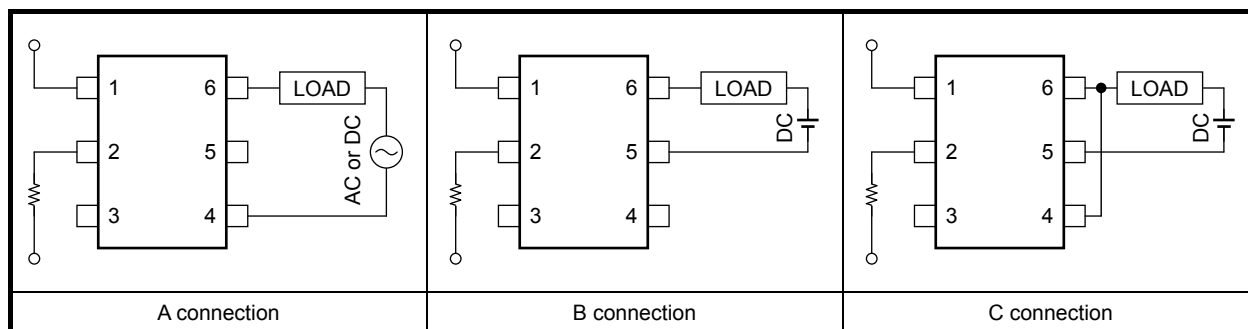 1 6 LOAD
2 5
3 4
AC or DC
A connection
1 6 LOAD
DC
2 5
3 4
B connection
1 6 LOAD
DC
2 5
3 4
C connection